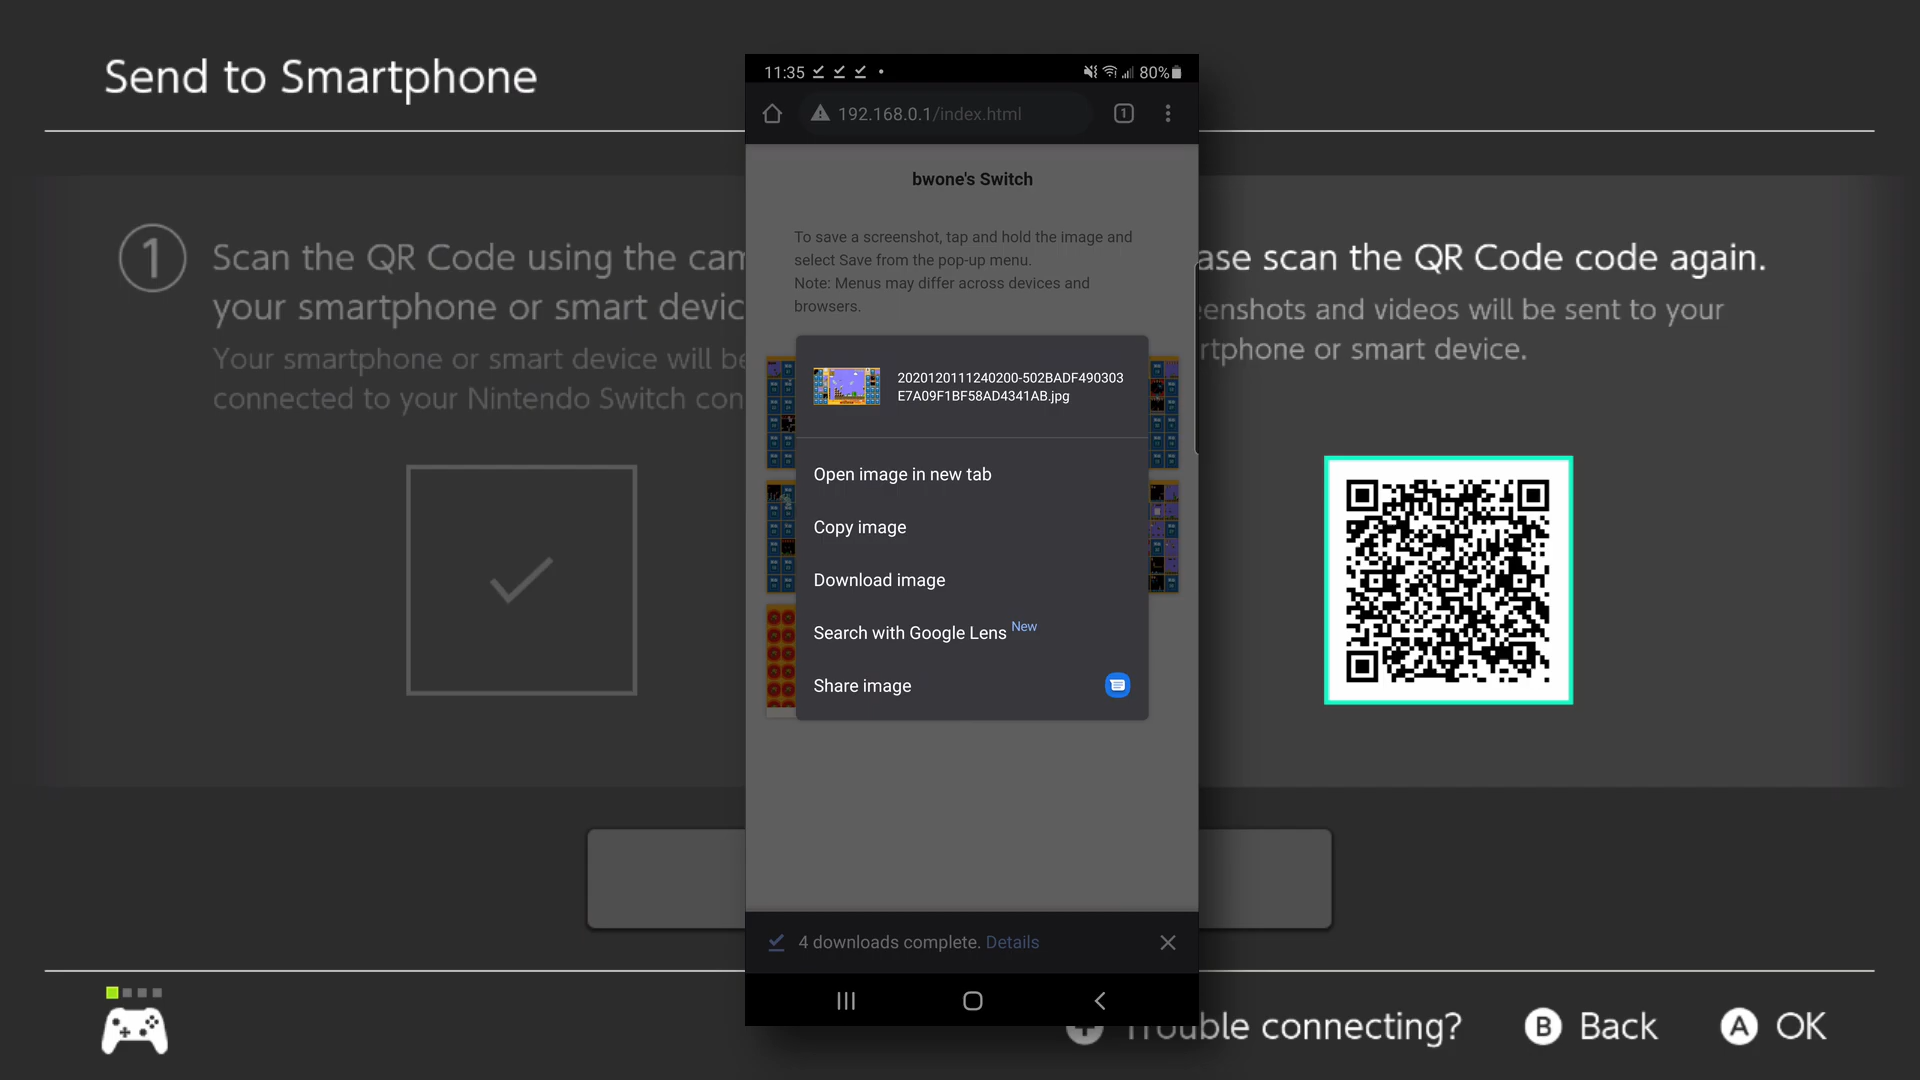 Send to Smartphone
1
Scan the QR Code using the cam
your smartphone or smart devic
Your smartphone or smart device will be
connected to your Nintendo Switch con
11:35
80%
192.168.0.1/index.html
1
bwone's Switch
To save a screenshot, tap and hold the image and
select Save from the pop-up menu.
Note: Menus may differ across devices and
browsers.
2020120111240200-502BADF490303
E7A09F1BF58AD4341AB.jpg
Open image in new tab
Copy image
Download image
Search with Google Lens New
Share image
4 downloads complete. Details
ase scan the QR Code code again.
enshots and videos will be sent to your
rtphone or smart device.
Trouble connecting?
B Back
A OK